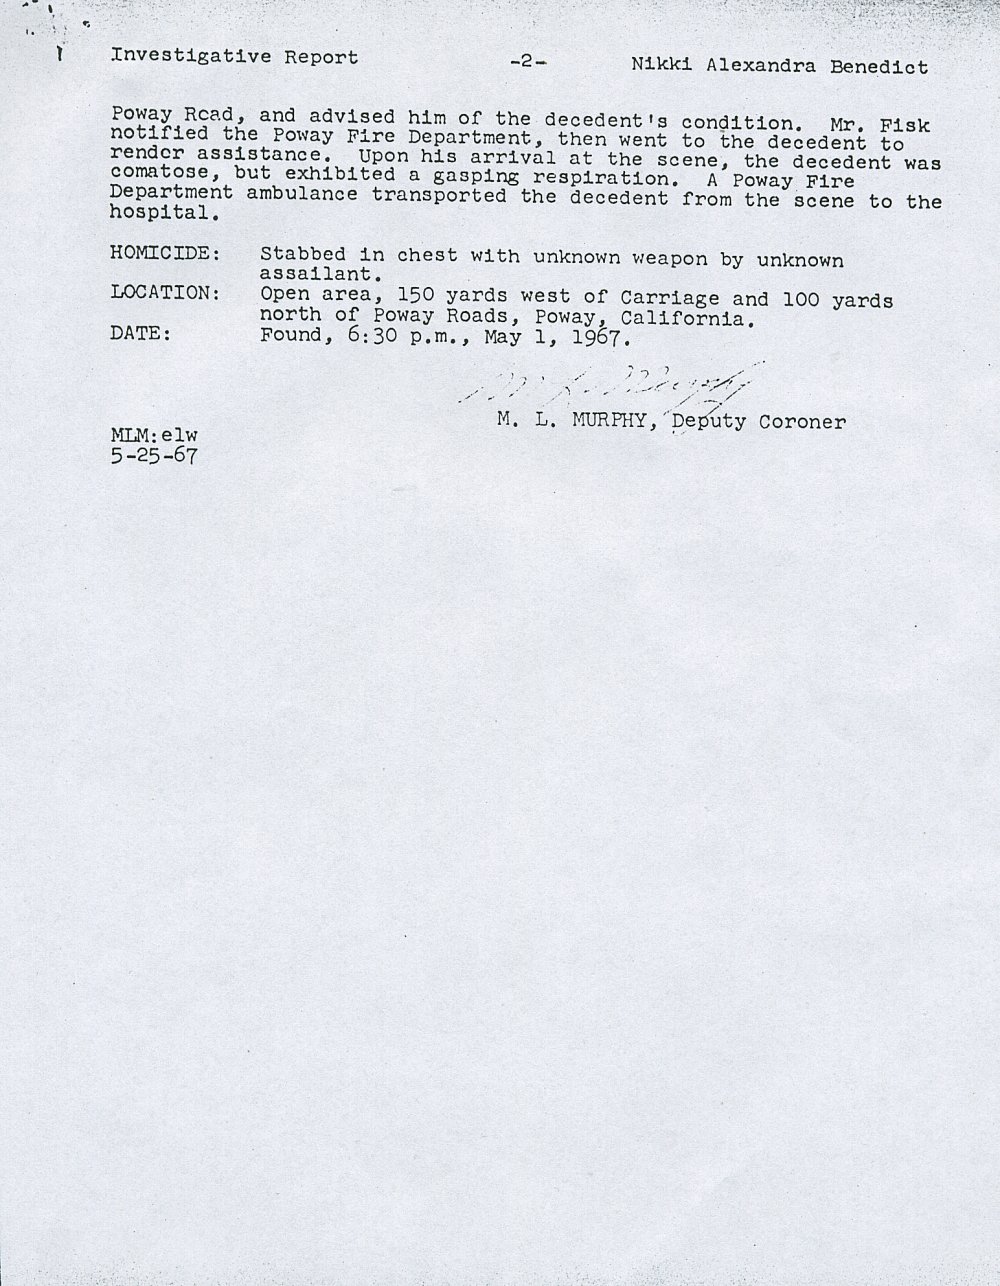 Investigative Report -2- Nikki Alexandra Benedict
Poway Road, and advised him of the decedent's condition. Mr. Fisk
notified the Poway Fire Department, then went to the decedent to
render assistance. Upon his arrival at the scene, the decedent was
comatose, but exhibited a gasping respiration. A Poway Fire
Department ambulance transported the decedent from the scene to the
hospital.
HOMICIDE: Stabbed in chest with unknown weapon by unknown
assailant.
LOCATION: Open area, 150 yards west of Carriage and 100 yards
north of Poway Roads, Poway, California.
DATE: Found, 6:30 p.m., May 1, 1967.
M. L. Murphy
M. L. MURPHY, Deputy Coroner
MLM:elw
5-25-67